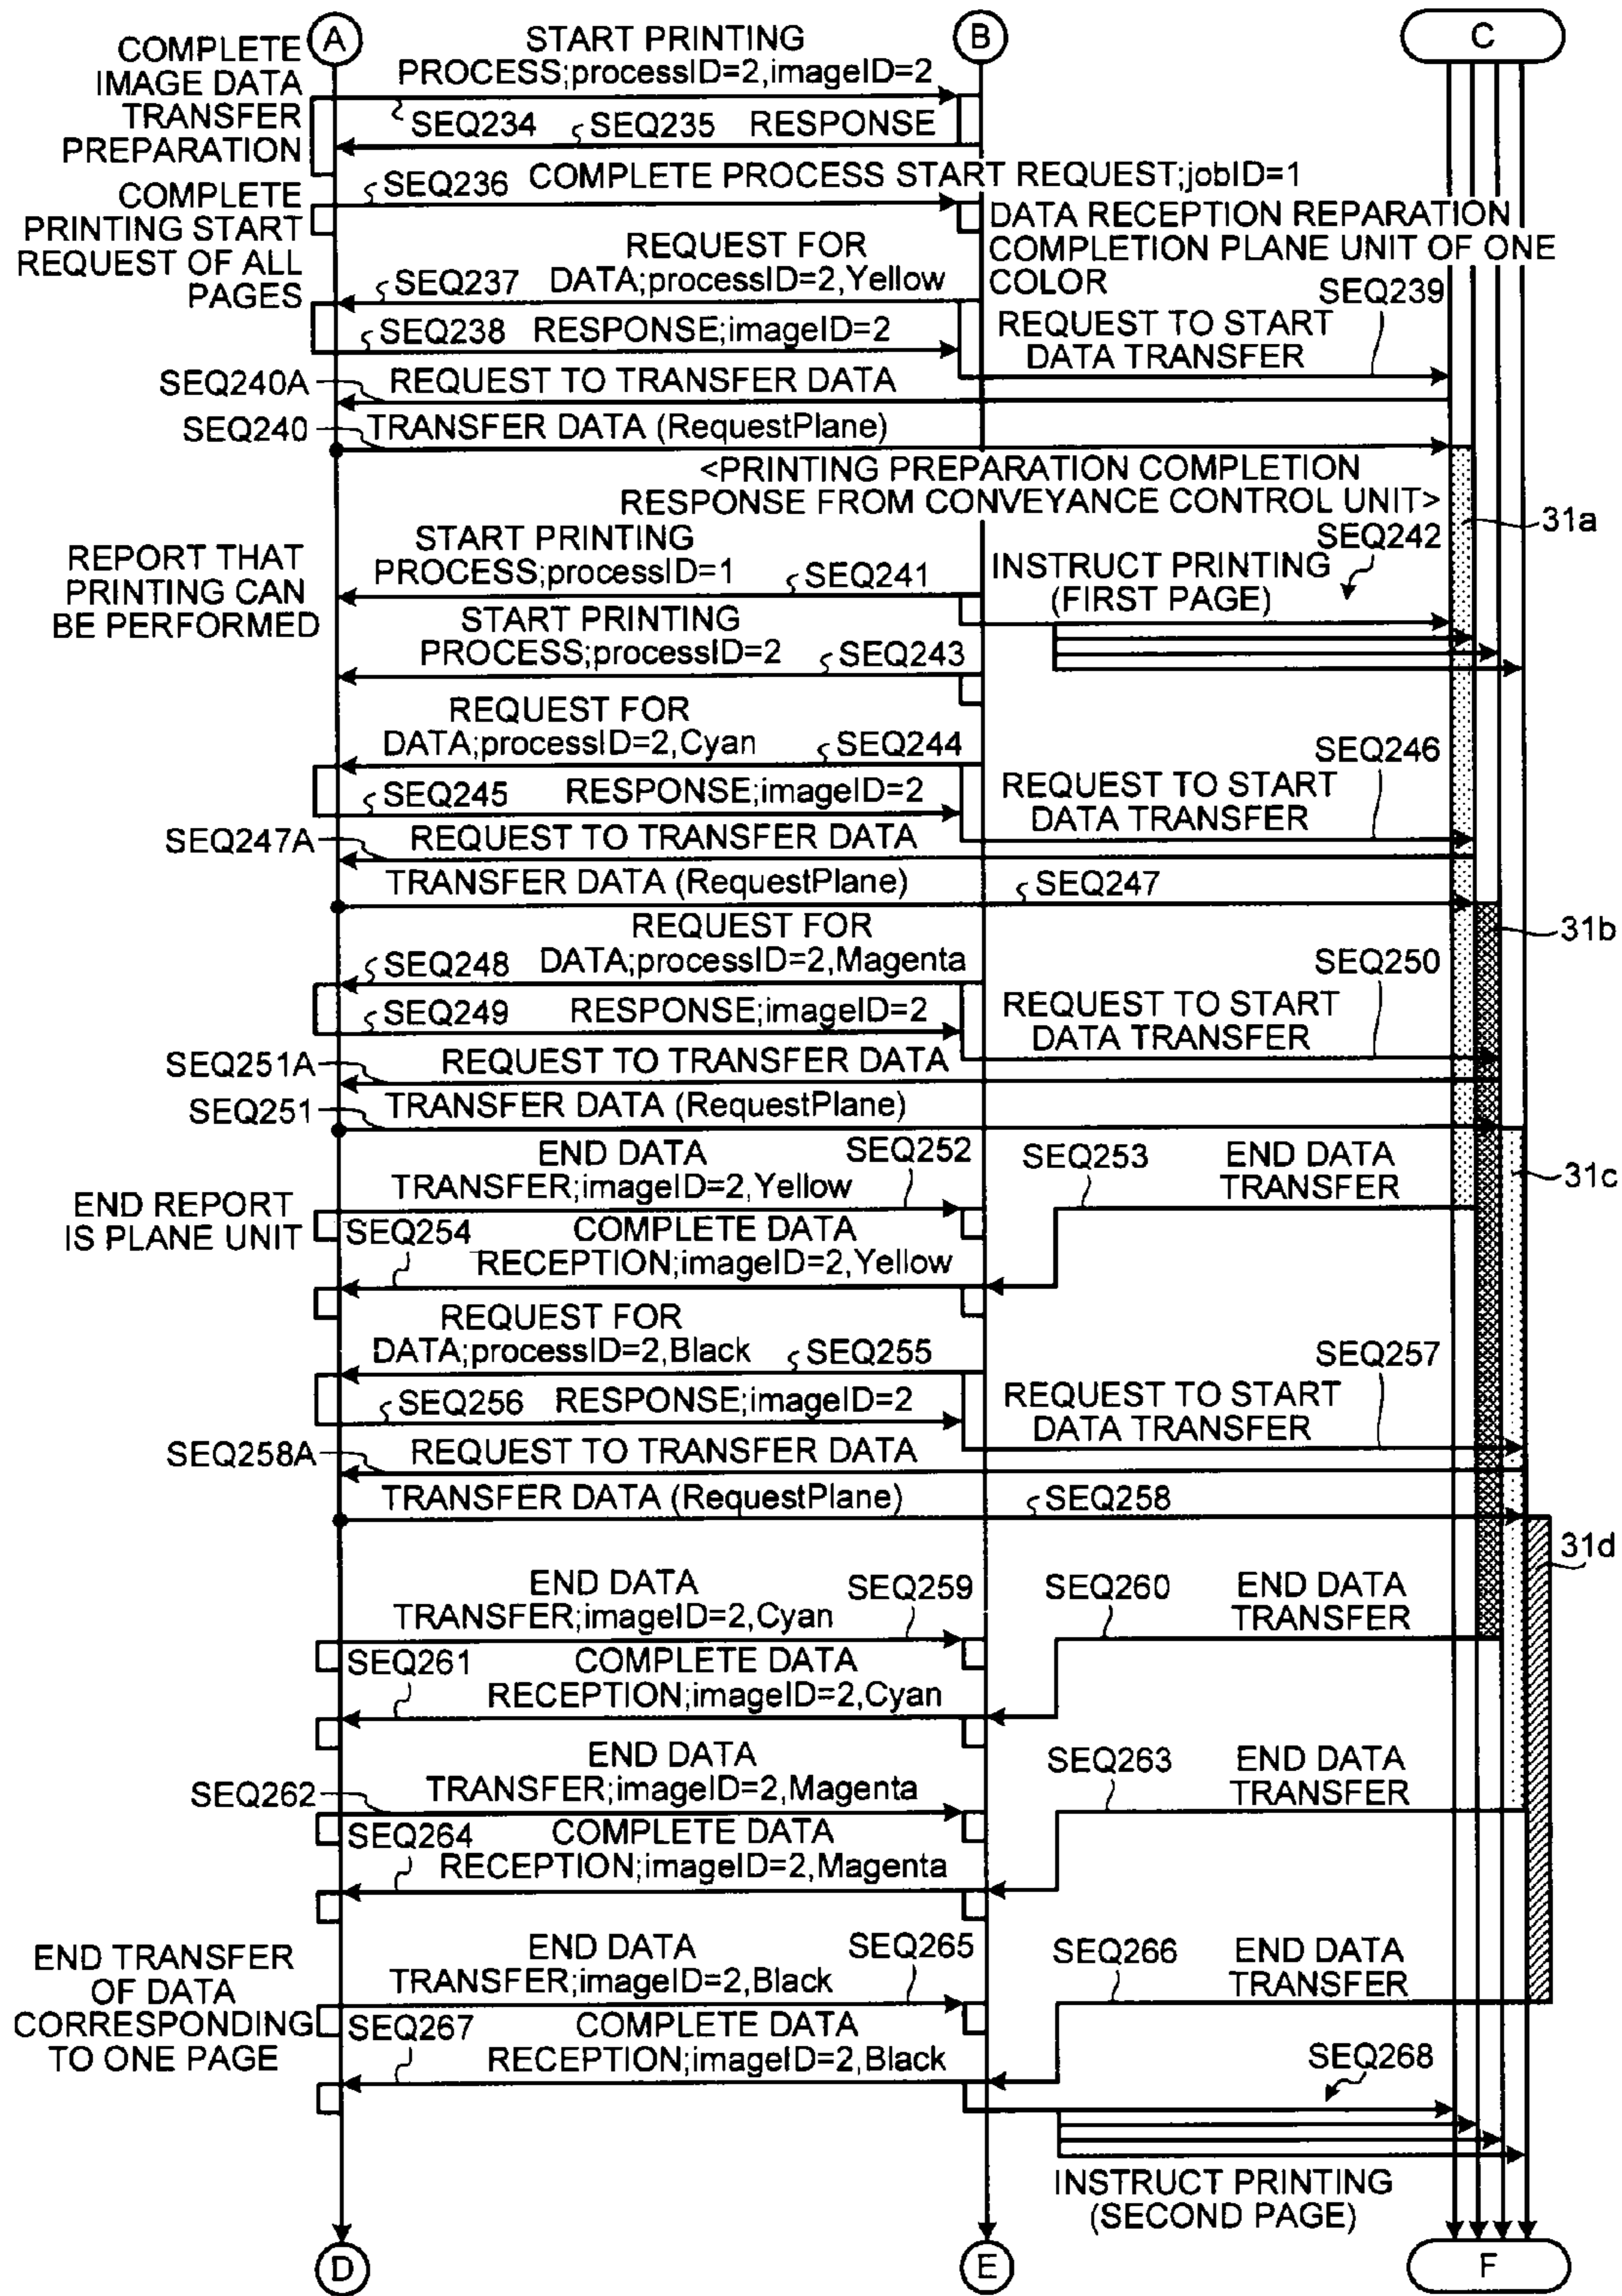 A
B
C
COMPLETE
IMAGE DATA
TRANSFER
PREPARATION
START PRINTING
PROCESS;processID=2,imageID=2
SEQ234
SEQ235 RESPONSE
SEQ236 COMPLETE PROCESS START REQUEST;jobID=1
COMPLETE
PRINTING START
REQUEST OF ALL
PAGES
DATA RECEPTION REPARATION
COMPLETION PLANE UNIT OF ONE
COLOR
REQUEST FOR
SEQ237 DATA;processID=2,Yellow
SEQ238 RESPONSE;imageID=2
SEQ239
REQUEST TO START
DATA TRANSFER
SEQ240A REQUEST TO TRANSFER DATA
SEQ240 TRANSFER DATA (RequestPlane)
<PRINTING PREPARATION COMPLETION
RESPONSE FROM CONVEYANCE CONTROL UNIT>
31a
REPORT THAT
PRINTING CAN
BE PERFORMED
START PRINTING
PROCESS;processID=1 SEQ241
SEQ242
INSTRUCT PRINTING
(FIRST PAGE)
START PRINTING
PROCESS;processID=2 SEQ243
REQUEST FOR
DATA;processID=2,Cyan SEQ244
SEQ245 RESPONSE;imageID=2
SEQ246
REQUEST TO START
DATA TRANSFER
SEQ247A REQUEST TO TRANSFER DATA
TRANSFER DATA (RequestPlane) SEQ247
31b
REQUEST FOR
SEQ248 DATA;processID=2,Magenta
SEQ249 RESPONSE;imageID=2
SEQ250
REQUEST TO START
DATA TRANSFER
SEQ251A REQUEST TO TRANSFER DATA
SEQ251 TRANSFER DATA (RequestPlane)
31c
END REPORT
IS PLANE UNIT
END DATA
TRANSFER;imageID=2,Yellow
SEQ252
SEQ253
END DATA
TRANSFER
SEQ254
COMPLETE DATA
RECEPTION;imageID=2,Yellow
REQUEST FOR
DATA;processID=2,Black SEQ255
SEQ256 RESPONSE;imageID=2
SEQ257
REQUEST TO START
DATA TRANSFER
SEQ258A REQUEST TO TRANSFER DATA
TRANSFER DATA (RequestPlane) SEQ258
31d
END DATA
TRANSFER;imageID=2,Cyan
SEQ259
SEQ260
END DATA
TRANSFER
SEQ261
COMPLETE DATA
RECEPTION;imageID=2,Cyan
END DATA
SEQ262 TRANSFER;imageID=2,Magenta
SEQ263
END DATA
TRANSFER
SEQ264
COMPLETE DATA
RECEPTION;imageID=2,Magenta
END TRANSFER
OF DATA
CORRESPONDING
TO ONE PAGE
END DATA
TRANSFER;imageID=2,Black
SEQ265
SEQ266
END DATA
TRANSFER
SEQ267
COMPLETE DATA
RECEPTION;imageID=2,Black
SEQ268
INSTRUCT PRINTING
(SECOND PAGE)
D
E
F